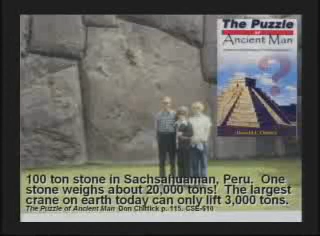 The Puzzle
of
Ancient Man
?
100 ton stone in Sachsahuaman, Peru. One
stone weighs about 20,000 tons! The largest
crane on earth today can only lift 3,000 tons.
The Puzzle of Ancient Man Don Chittick p. 115. CSE-$10